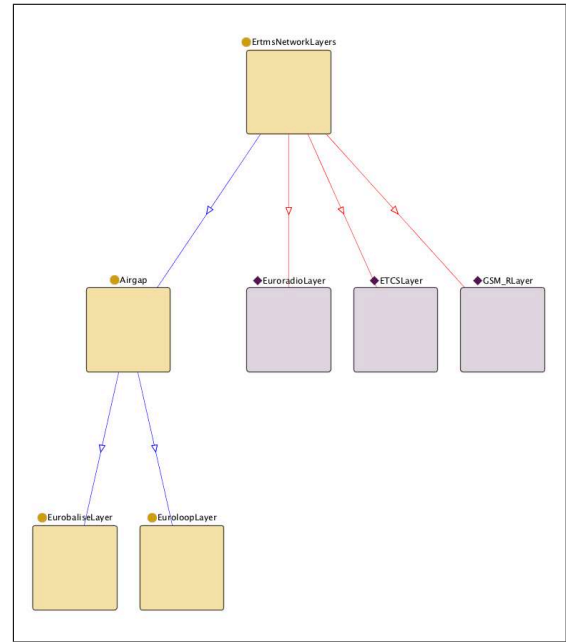 ErtmsNetworkLayers
Airgap
EuroradioLayer
ETCSLayer
GSM_RLayer
EurobaliseLayer
EuroloopLayer